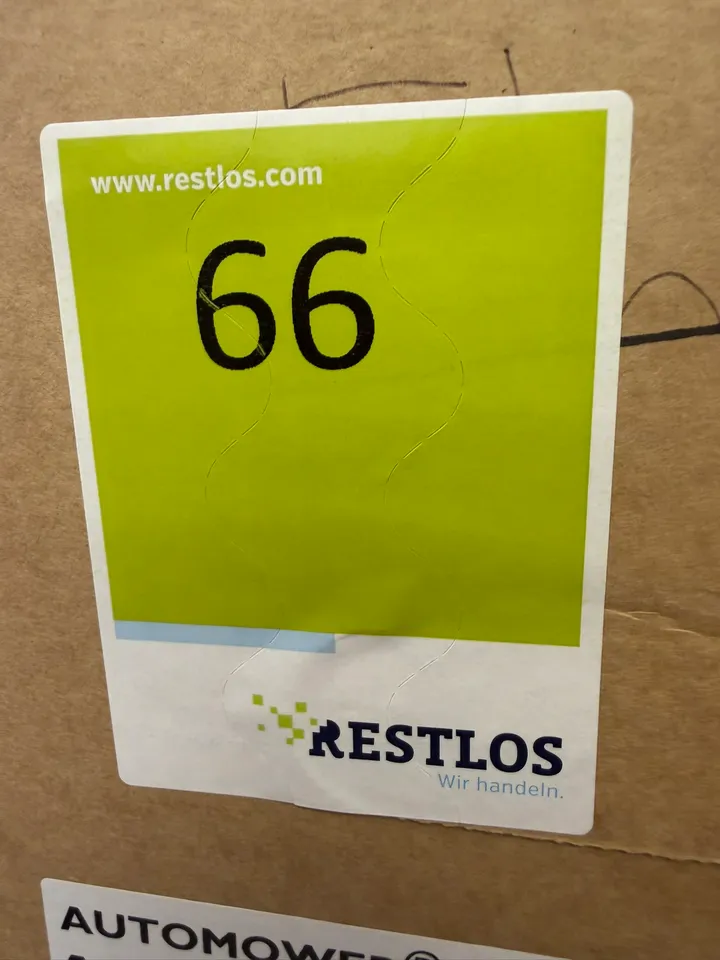 www.restlos.com
66
RESTLOS
Wir handeln.
AUTOMOWER®